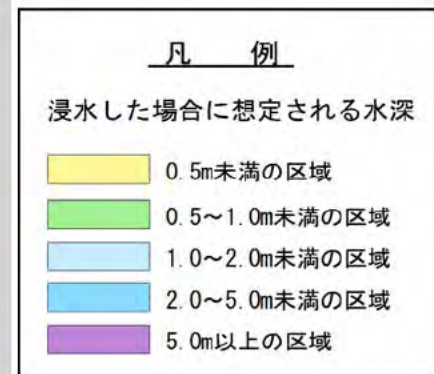 凡　例
浸水した場合に想定される水深
0.5m未満の区域
0.5～1.0m未満の区域
1.0～2.0m未満の区域
2.0～5.0m未満の区域
5.0m以上の区域